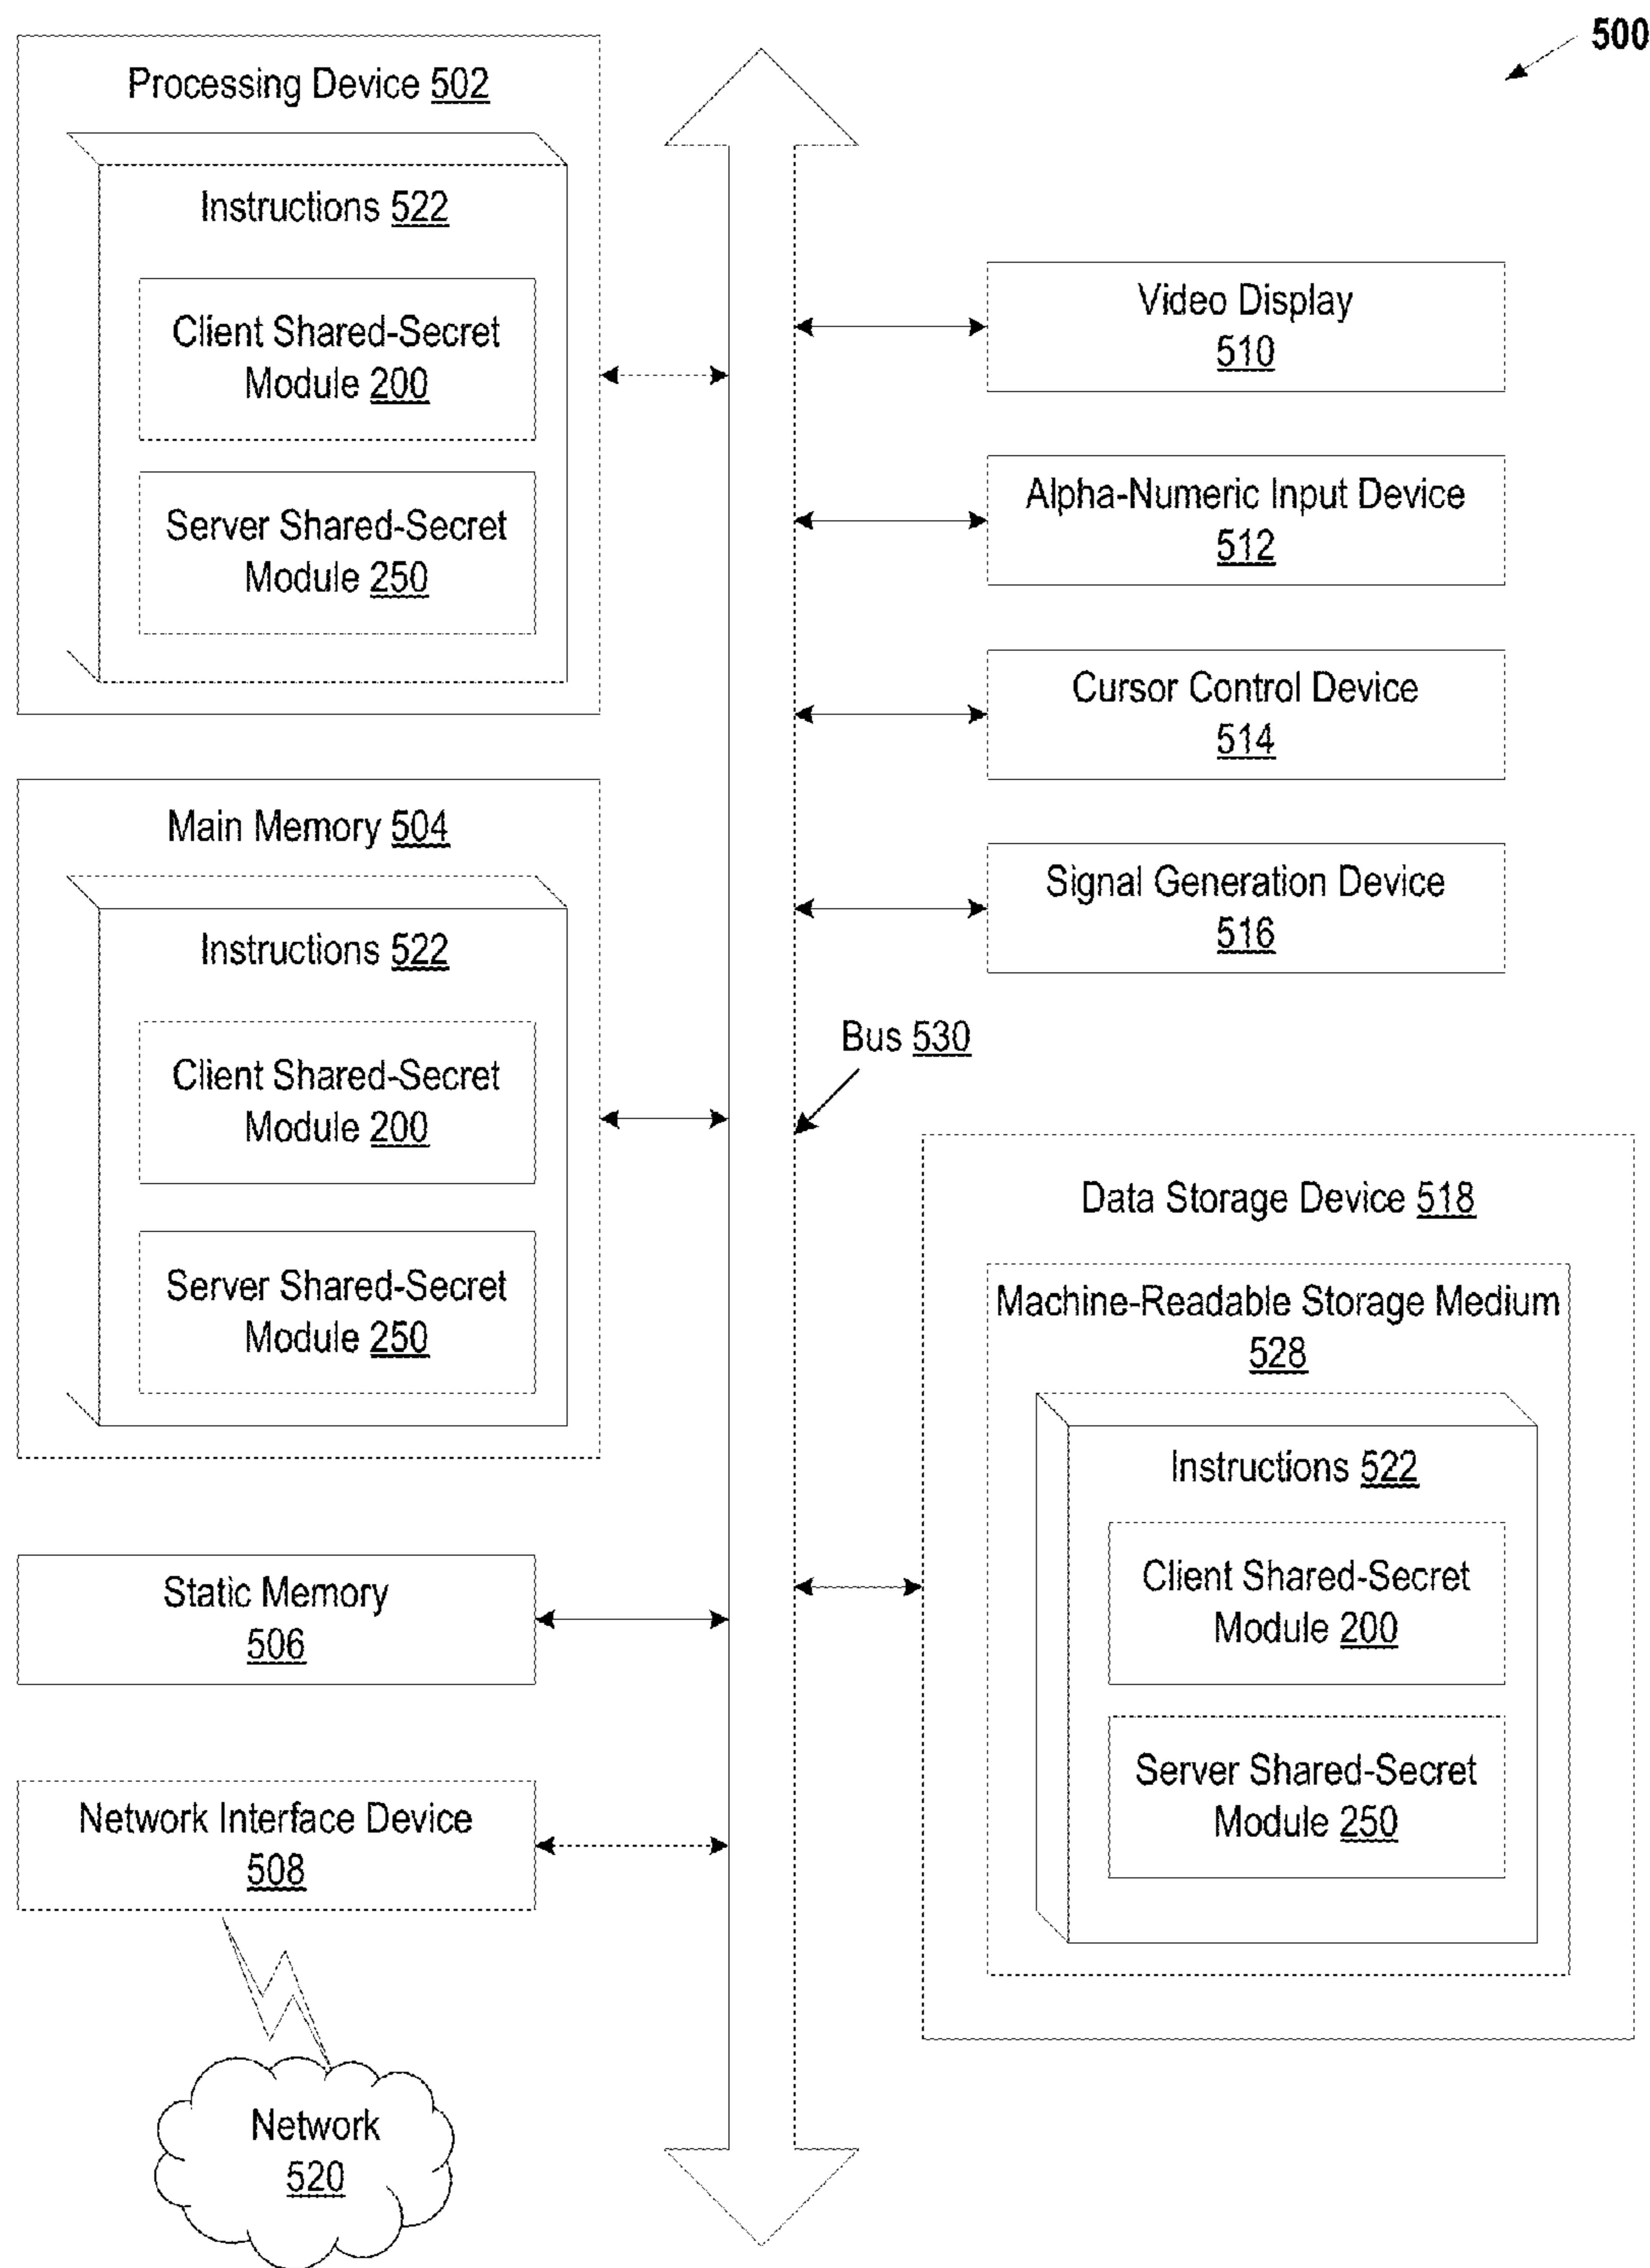 500
Processing Device 502
Instructions 522
Client Shared-Secret
Module 200
Server Shared-Secret
Module 250
Main Memory 504
Instructions 522
Client Shared-Secret
Module 200
Server Shared-Secret
Module 250
Static Memory
506
Network Interface Device
508
Network
520
Video Display
510
Alpha-Numeric Input Device
512
Cursor Control Device
514
Signal Generation Device
516
Bus 530
Data Storage Device 518
Machine-Readable Storage Medium
528
Instructions 522
Client Shared-Secret
Module 200
Server Shared-Secret
Module 250